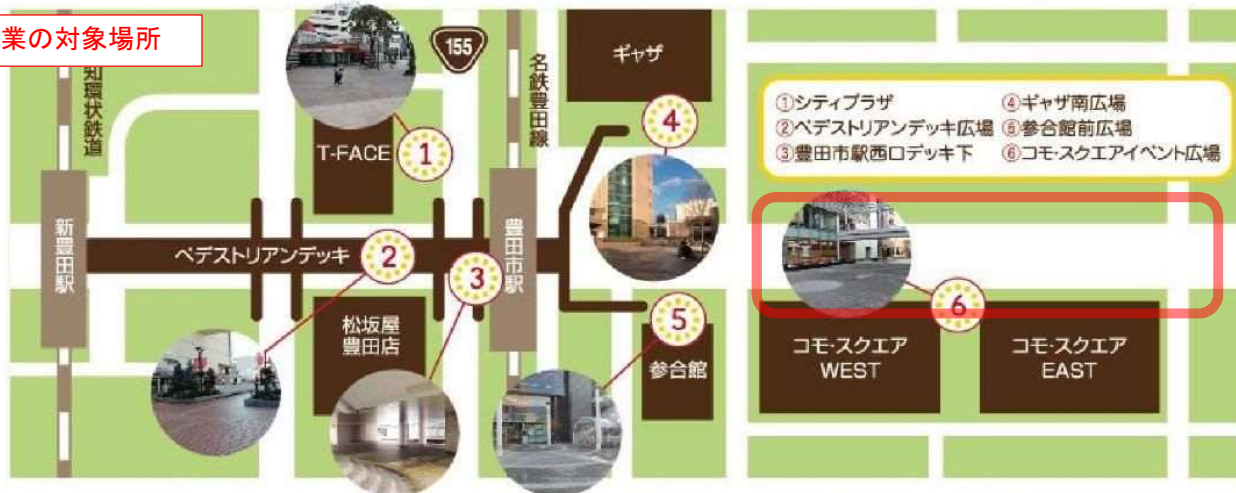 業の対象場所
知環状鉄道
155
名鉄豊田線
ギャザ
①シティプラザ
②ペデストリアンデッキ広場
③豊田市駅西口デッキ下
④ギャザ南広場
⑤参合館前広場
⑥コモ・スクエアイベント広場
T-FACE
1
4
新豊田駅
ペデストリアンデッキ
2
3
豊田市駅
5
6
松坂屋
豊田店
参合館
コモ・スクエア
WEST
コモ・スクエア
EAST